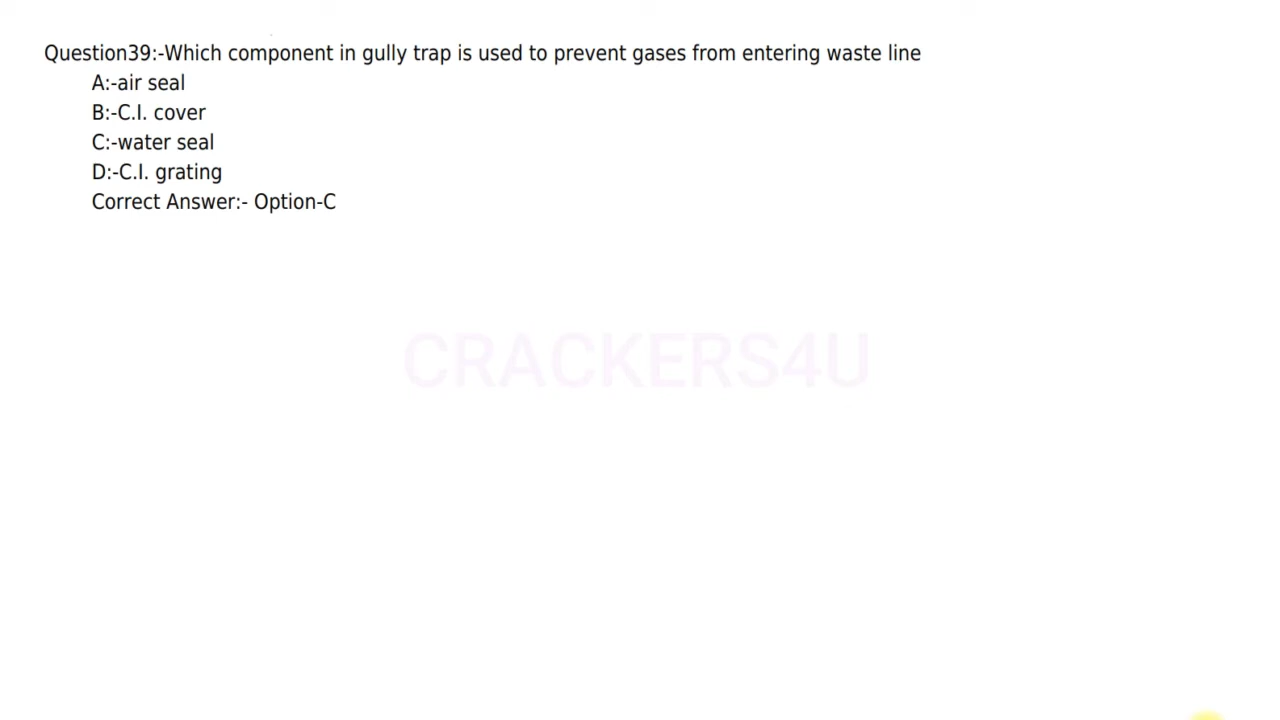 Question39:-Which component in gully trap is used to prevent gases from entering waste line
A:-air seal
B:-C.I. cover
C:-water seal
D:-C.I. grating
Correct Answer:- Option-C
CRACKERS4U